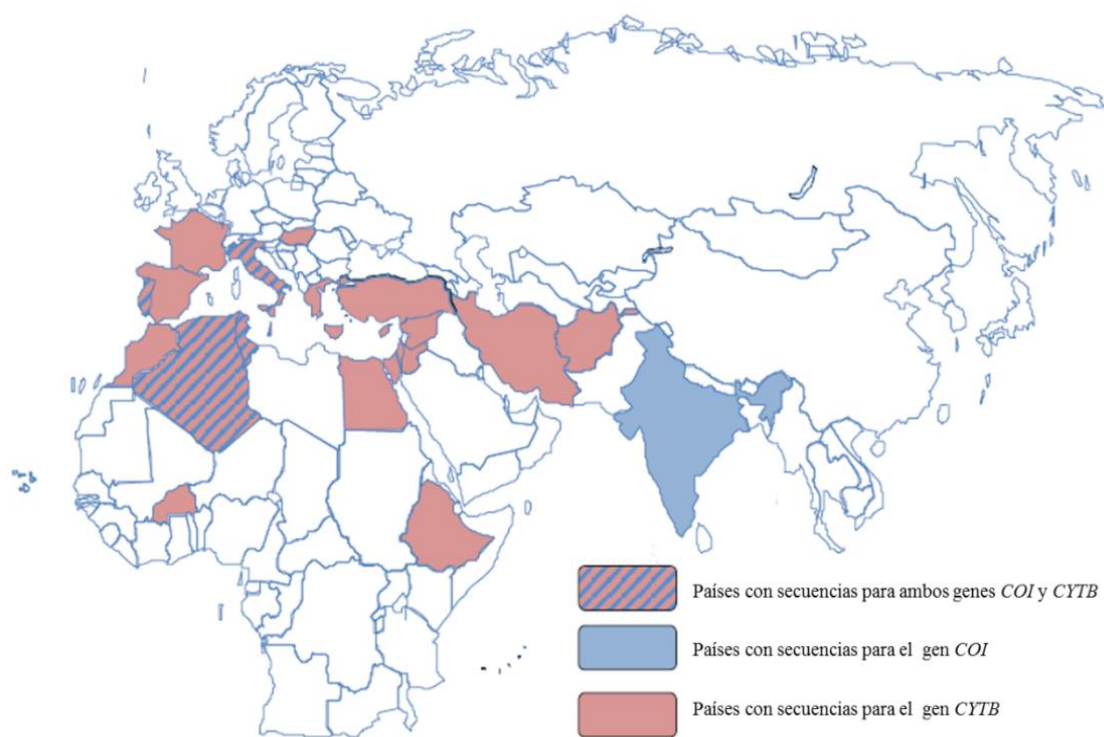 Países con secuencias para ambos genes COI y CYTB
Países con secuencias para el gen COI
Países con secuencias para el gen CYTB